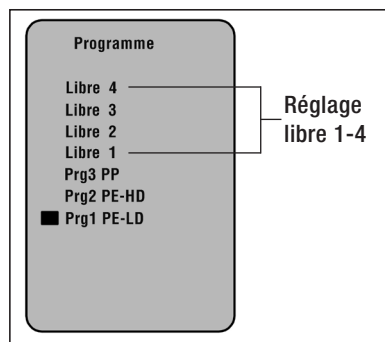 Programme
Libre 4
Libre 3
Libre 2
Libre 1
Prg3 PP
Prg2 PE-HD
Prg1 PE-LD
Réglage
libre 1-4